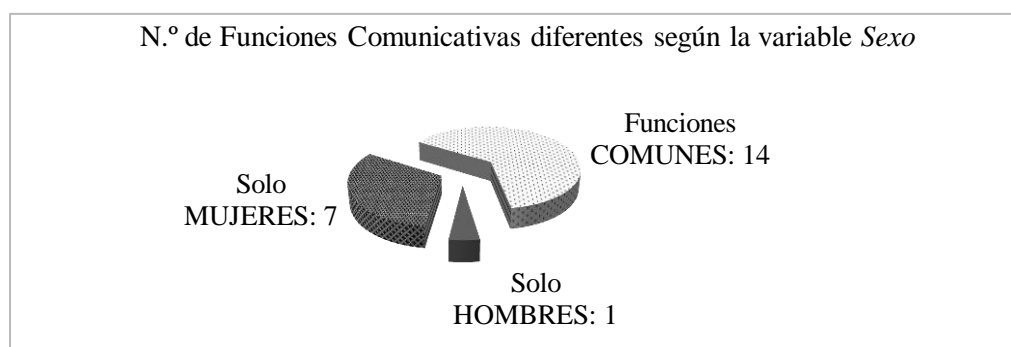 N.º de Funciones Comunicativas diferentes según la variable Sexo
Funciones
COMUNES: 14
Solo
MUJERES: 7
Solo
HOMBRES: 1